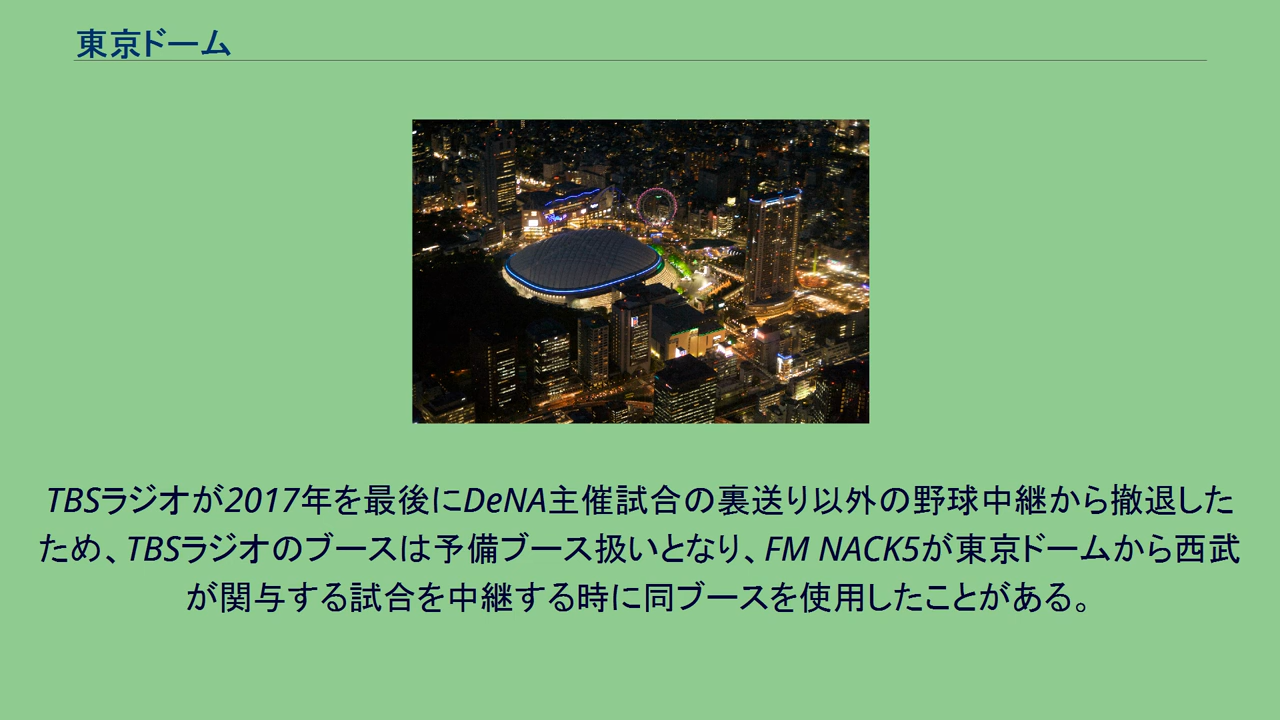 東京ドーム
TBSラジオが2017年を最後にDeNA主催試合の裏送り以外の野球中継から撤退した
ため、TBSラジオのブースは予備ブース扱いとなり、FM NACK5が東京ドームから西武
が関与する試合を中継する時に同ブースを使用したことがある。